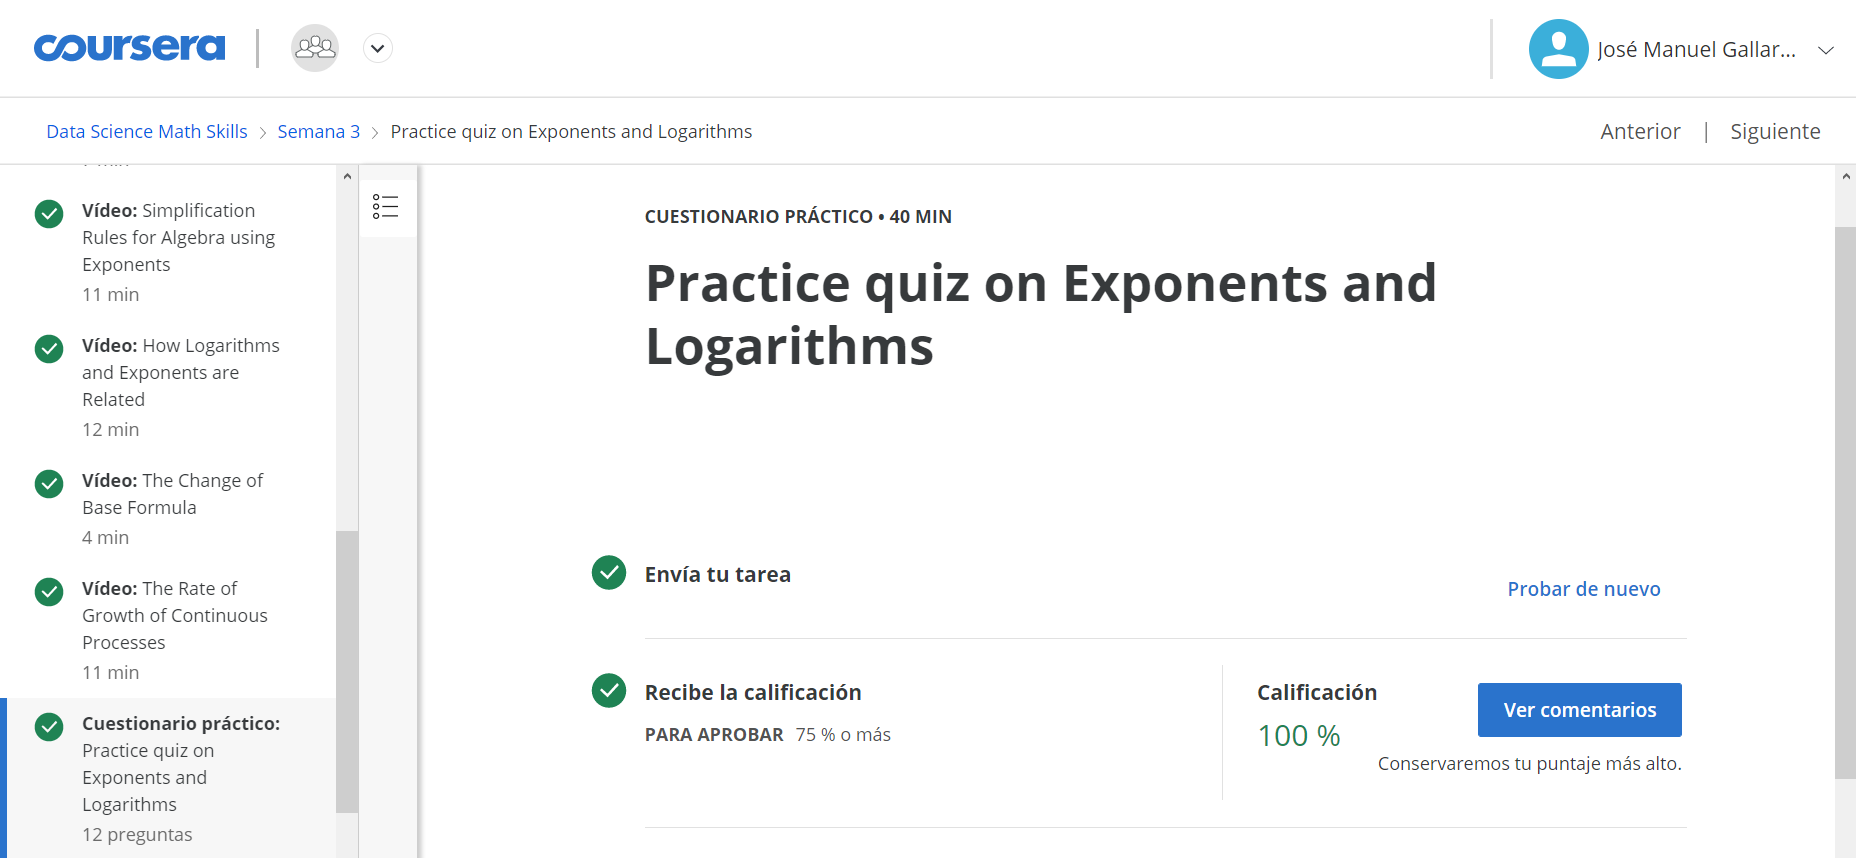 coursera
José Manuel Gallar...
Data Science Math Skills > Semana 3 > Practice quiz on Exponents and Logarithms
Anterior | Siguiente
Vídeo: Simplification
Rules for Algebra using
Exponents
11 min
Vídeo: How Logarithms
and Exponents are
Related
12 min
Vídeo: The Change of
Base Formula
4 min
Vídeo: The Rate of
Growth of Continuous
Processes
11 min
Cuestionario práctico:
Practice quiz on
Exponents and
Logarithms
12 preguntas
CUESTIONARIO PRÁCTICO • 40 MIN
Practice quiz on Exponents and
Logarithms
Envía tu tarea
Probar de nuevo
Recibe la calificación
PARA APROBAR 75 % o más
Calificación
100 %
Ver comentarios
Conservaremos tu puntaje más alto.